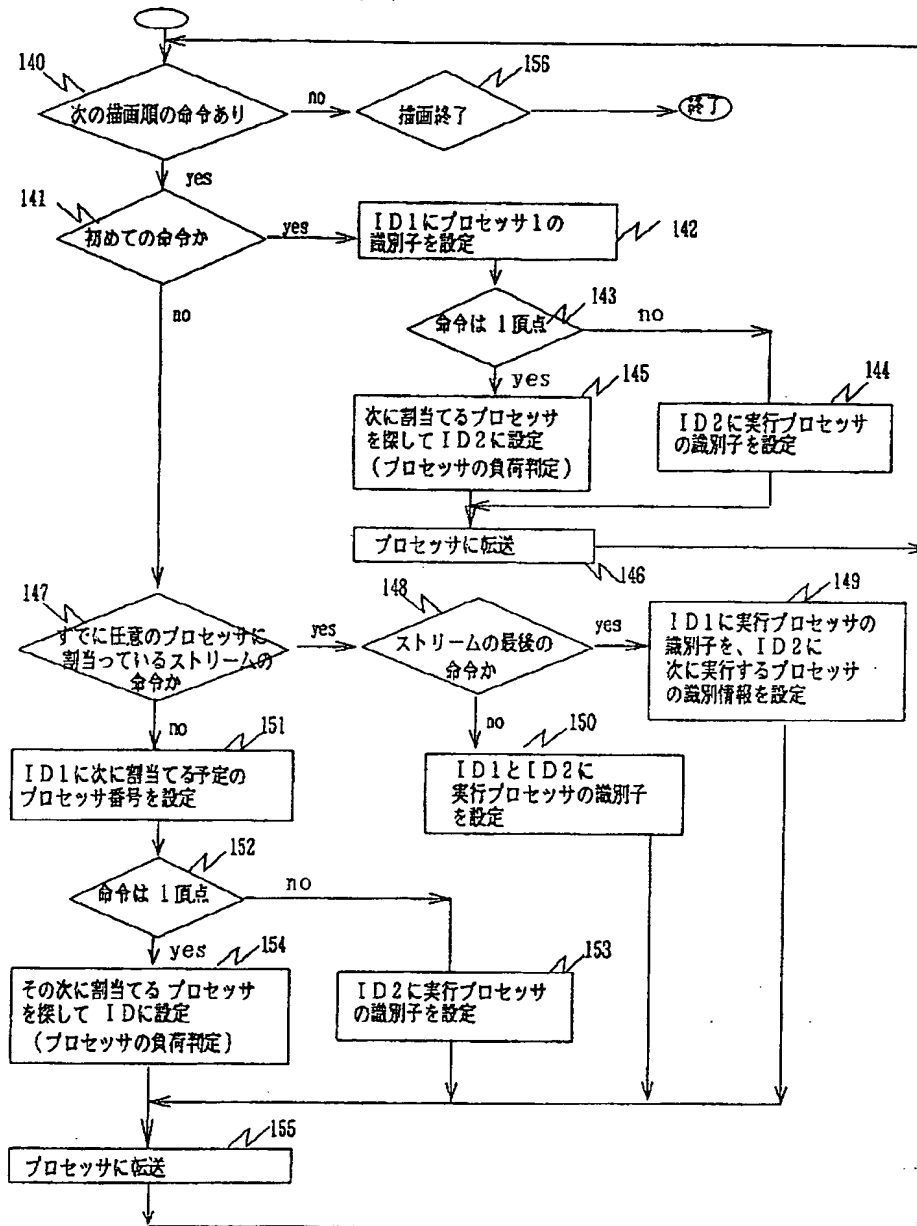 140
次の描画順の命令あり
no
156
描画終了
終了
yes
141
初めての命令か
yes
ID1にプロセッサ1の
識別子を設定
142
no
143
命令は 1頂点
no
yes
145
次に割当てるプロセッサ
を探してID2に設定
(プロセッサの負荷判定)
144
ID2に実行プロセッサ
の識別子を設定
プロセッサに転送
146
147
すでに任意のプロセッサに
割当っているストリームの
命令か
yes
148
ストリームの最後の
命令か
yes
149
ID1に実行プロセッサの
識別子を、ID2に
次に実行するプロセッサ
の識別情報を設定
no
151
ID1に次に割当てる予定の
プロセッサ番号を設定
no
150
ID1とID2に
実行プロセッサの識別子
を設定
152
命令は 1頂点
no
yes
154
その次に割当てる プロセッサ
を探して IDに設定
(プロセッサの負荷判定)
153
ID2に実行プロセッサ
の識別子を設定
155
プロセッサに転送